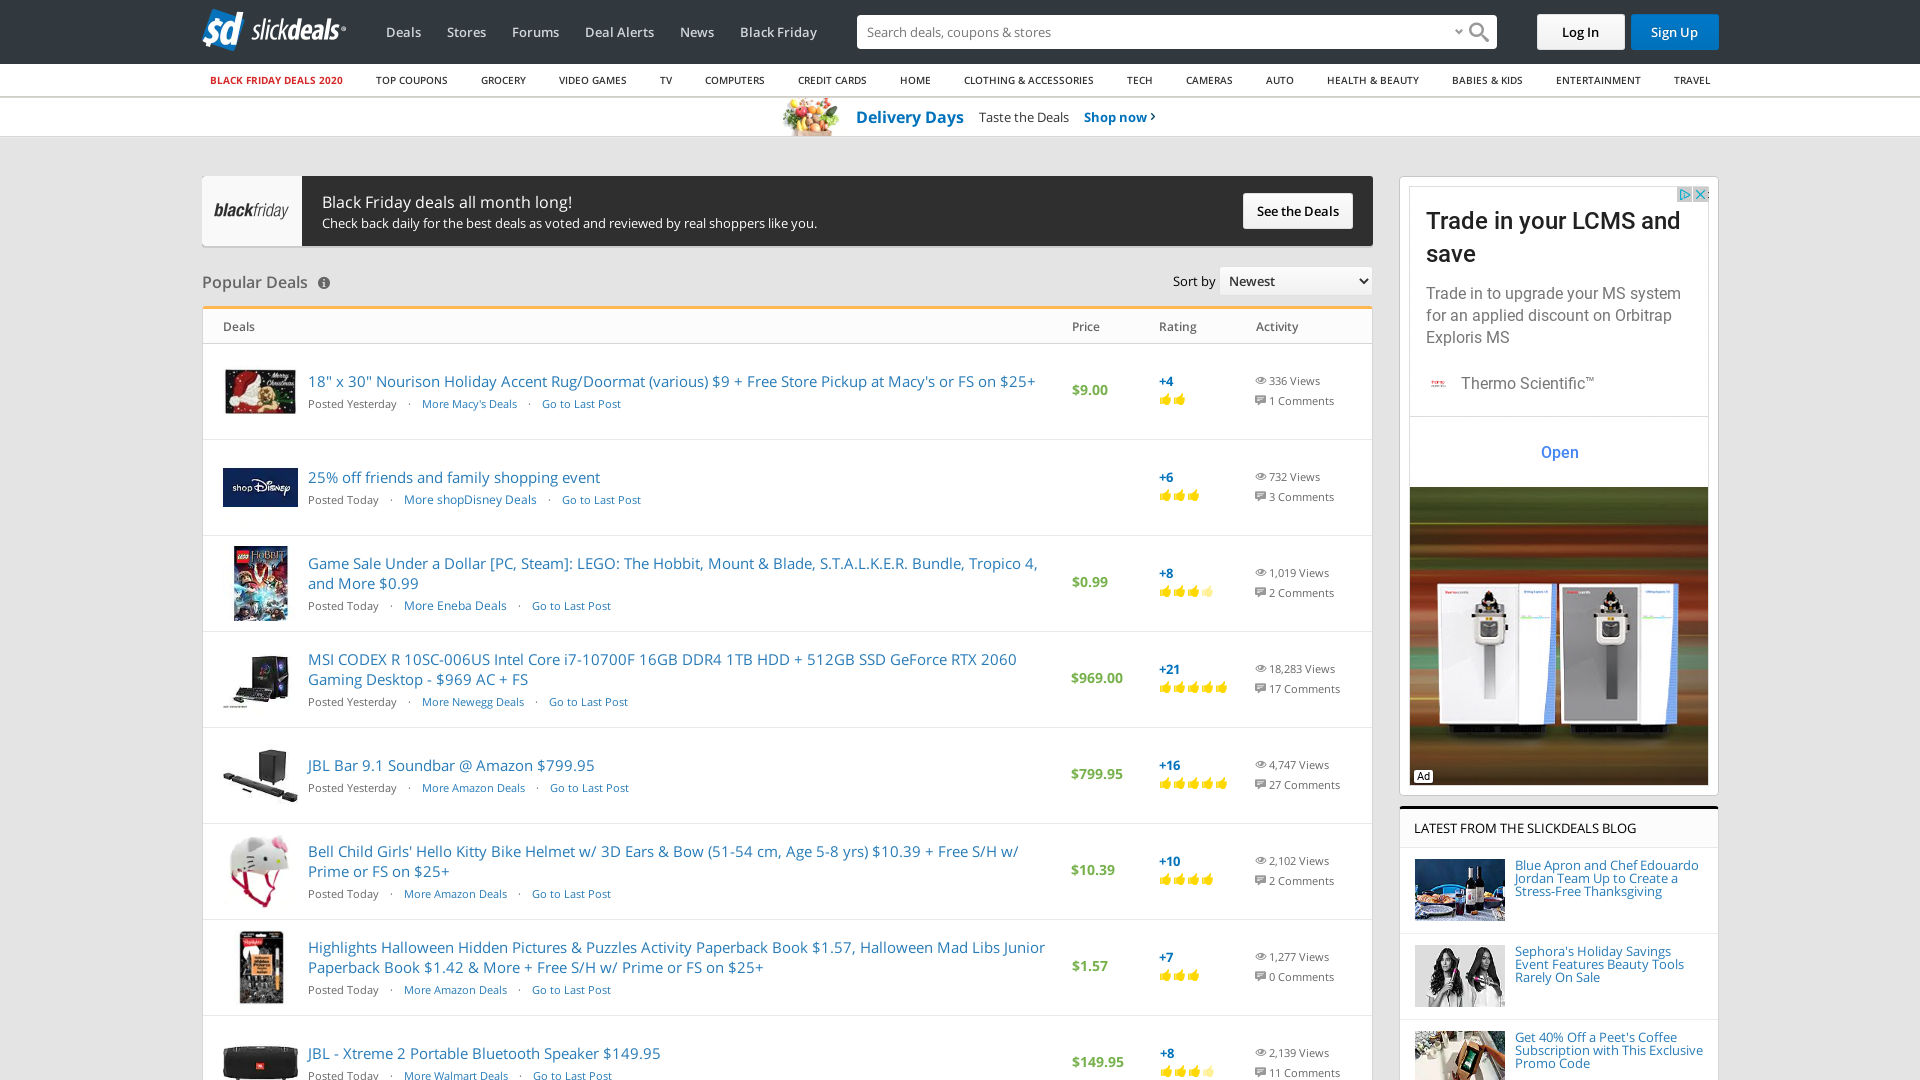 slickdeals
Deals
Stores
Forums
Deal Alerts
News
Black Friday
Search deals, coupons & stores
Log In
Sign Up
BLACK FRIDAY DEALS 2020
TOP COUPONS
GROCERY
VIDEO GAMES
TV
COMPUTERS
CREDIT CARDS
HOME
CLOTHING & ACCESSORIES
TECH
CAMERAS
AUTO
HEALTH & BEAUTY
BABIES & KIDS
ENTERTAINMENT
TRAVEL
Delivery Days Taste the Deals Shop now
blackfriday
Black Friday deals all month long!
Check back daily for the best deals as voted and reviewed by real shoppers like you.
See the Deals
Popular Deals
Sort by Newest
Deals Price Rating Activity
Merry Christmas
18" x 30" Nourison Holiday Accent Rug/Doormat (various) $9 + Free Store Pickup at Macy's or FS on $25+
Posted Yesterday · More Macy's Deals · Go to Last Post
$9.00
+4
336 Views
1 Comments
shop Disney
25% off friends and family shopping event
Posted Today · More shopDisney Deals · Go to Last Post
+6
732 Views
3 Comments
LEGO HOBBIT
Game Sale Under a Dollar [PC, Steam]: LEGO: The Hobbit, Mount & Blade, S.T.A.L.K.E.R. Bundle, Tropico 4,
and More $0.99
Posted Today · More Eneba Deals · Go to Last Post
$0.99
+8
1,019 Views
2 Comments
MSI CODEX R 10SC-006US Intel Core i7-10700F 16GB DDR4 1TB HDD + 512GB SSD GeForce RTX 2060
Gaming Desktop - $969 AC + FS
Posted Yesterday · More Newegg Deals · Go to Last Post
$969.00
+21
18,283 Views
17 Comments
JBL Bar 9.1 Soundbar @ Amazon $799.95
Posted Yesterday · More Amazon Deals · Go to Last Post
$799.95
+16
4,747 Views
27 Comments
Bell Child Girls' Hello Kitty Bike Helmet w/ 3D Ears & Bow (51-54 cm, Age 5-8 yrs) $10.39 + Free S/H w/
Prime or FS on $25+
Posted Today · More Amazon Deals · Go to Last Post
$10.39
+10
2,102 Views
2 Comments
Highlights
Highlights Halloween Hidden Pictures & Puzzles Activity Paperback Book $1.57, Halloween Mad Libs Junior
Paperback Book $1.42 & More + Free S/H w/ Prime or FS on $25+
Posted Today · More Amazon Deals · Go to Last Post
$1.57
+7
1,277 Views
0 Comments
JBL - Xtreme 2 Portable Bluetooth Speaker $149.95
Posted Today · More Walmart Deals · Go to Last Post
$149.95
+8
2,139 Views
11 Comments
Trade in your LCMS and
save
Trade in to upgrade your MS system
for an applied discount on Orbitrap
Exploris MS
Thermo Scientific™
Open
Ad
LATEST FROM THE SLICKDEALS BLOG
Blue Apron and Chef Edouardo
Jordan Team Up to Create a
Stress-Free Thanksgiving
Sephora's Holiday Savings
Event Features Beauty Tools
Rarely On Sale
Get 40% Off a Peet's Coffee
Subscription with This Exclusive
Promo Code